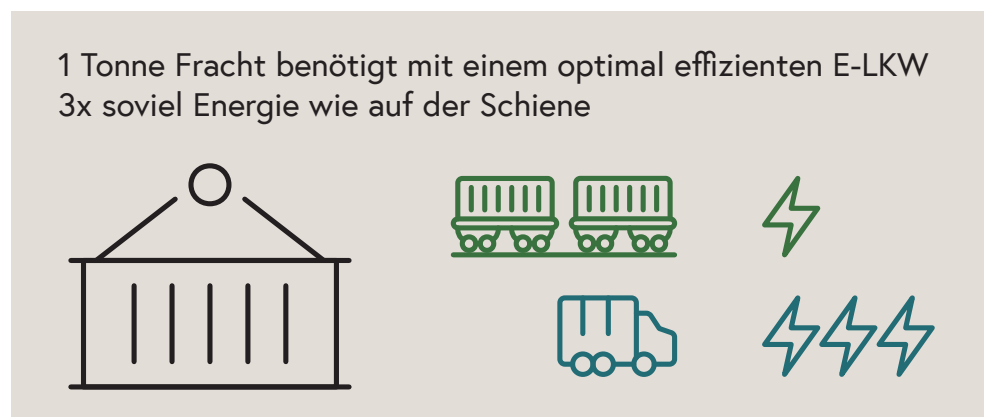 1 Tonne Fracht benötigt mit einem optimal effizienten E-LKW
3x soviel Energie wie auf der Schiene